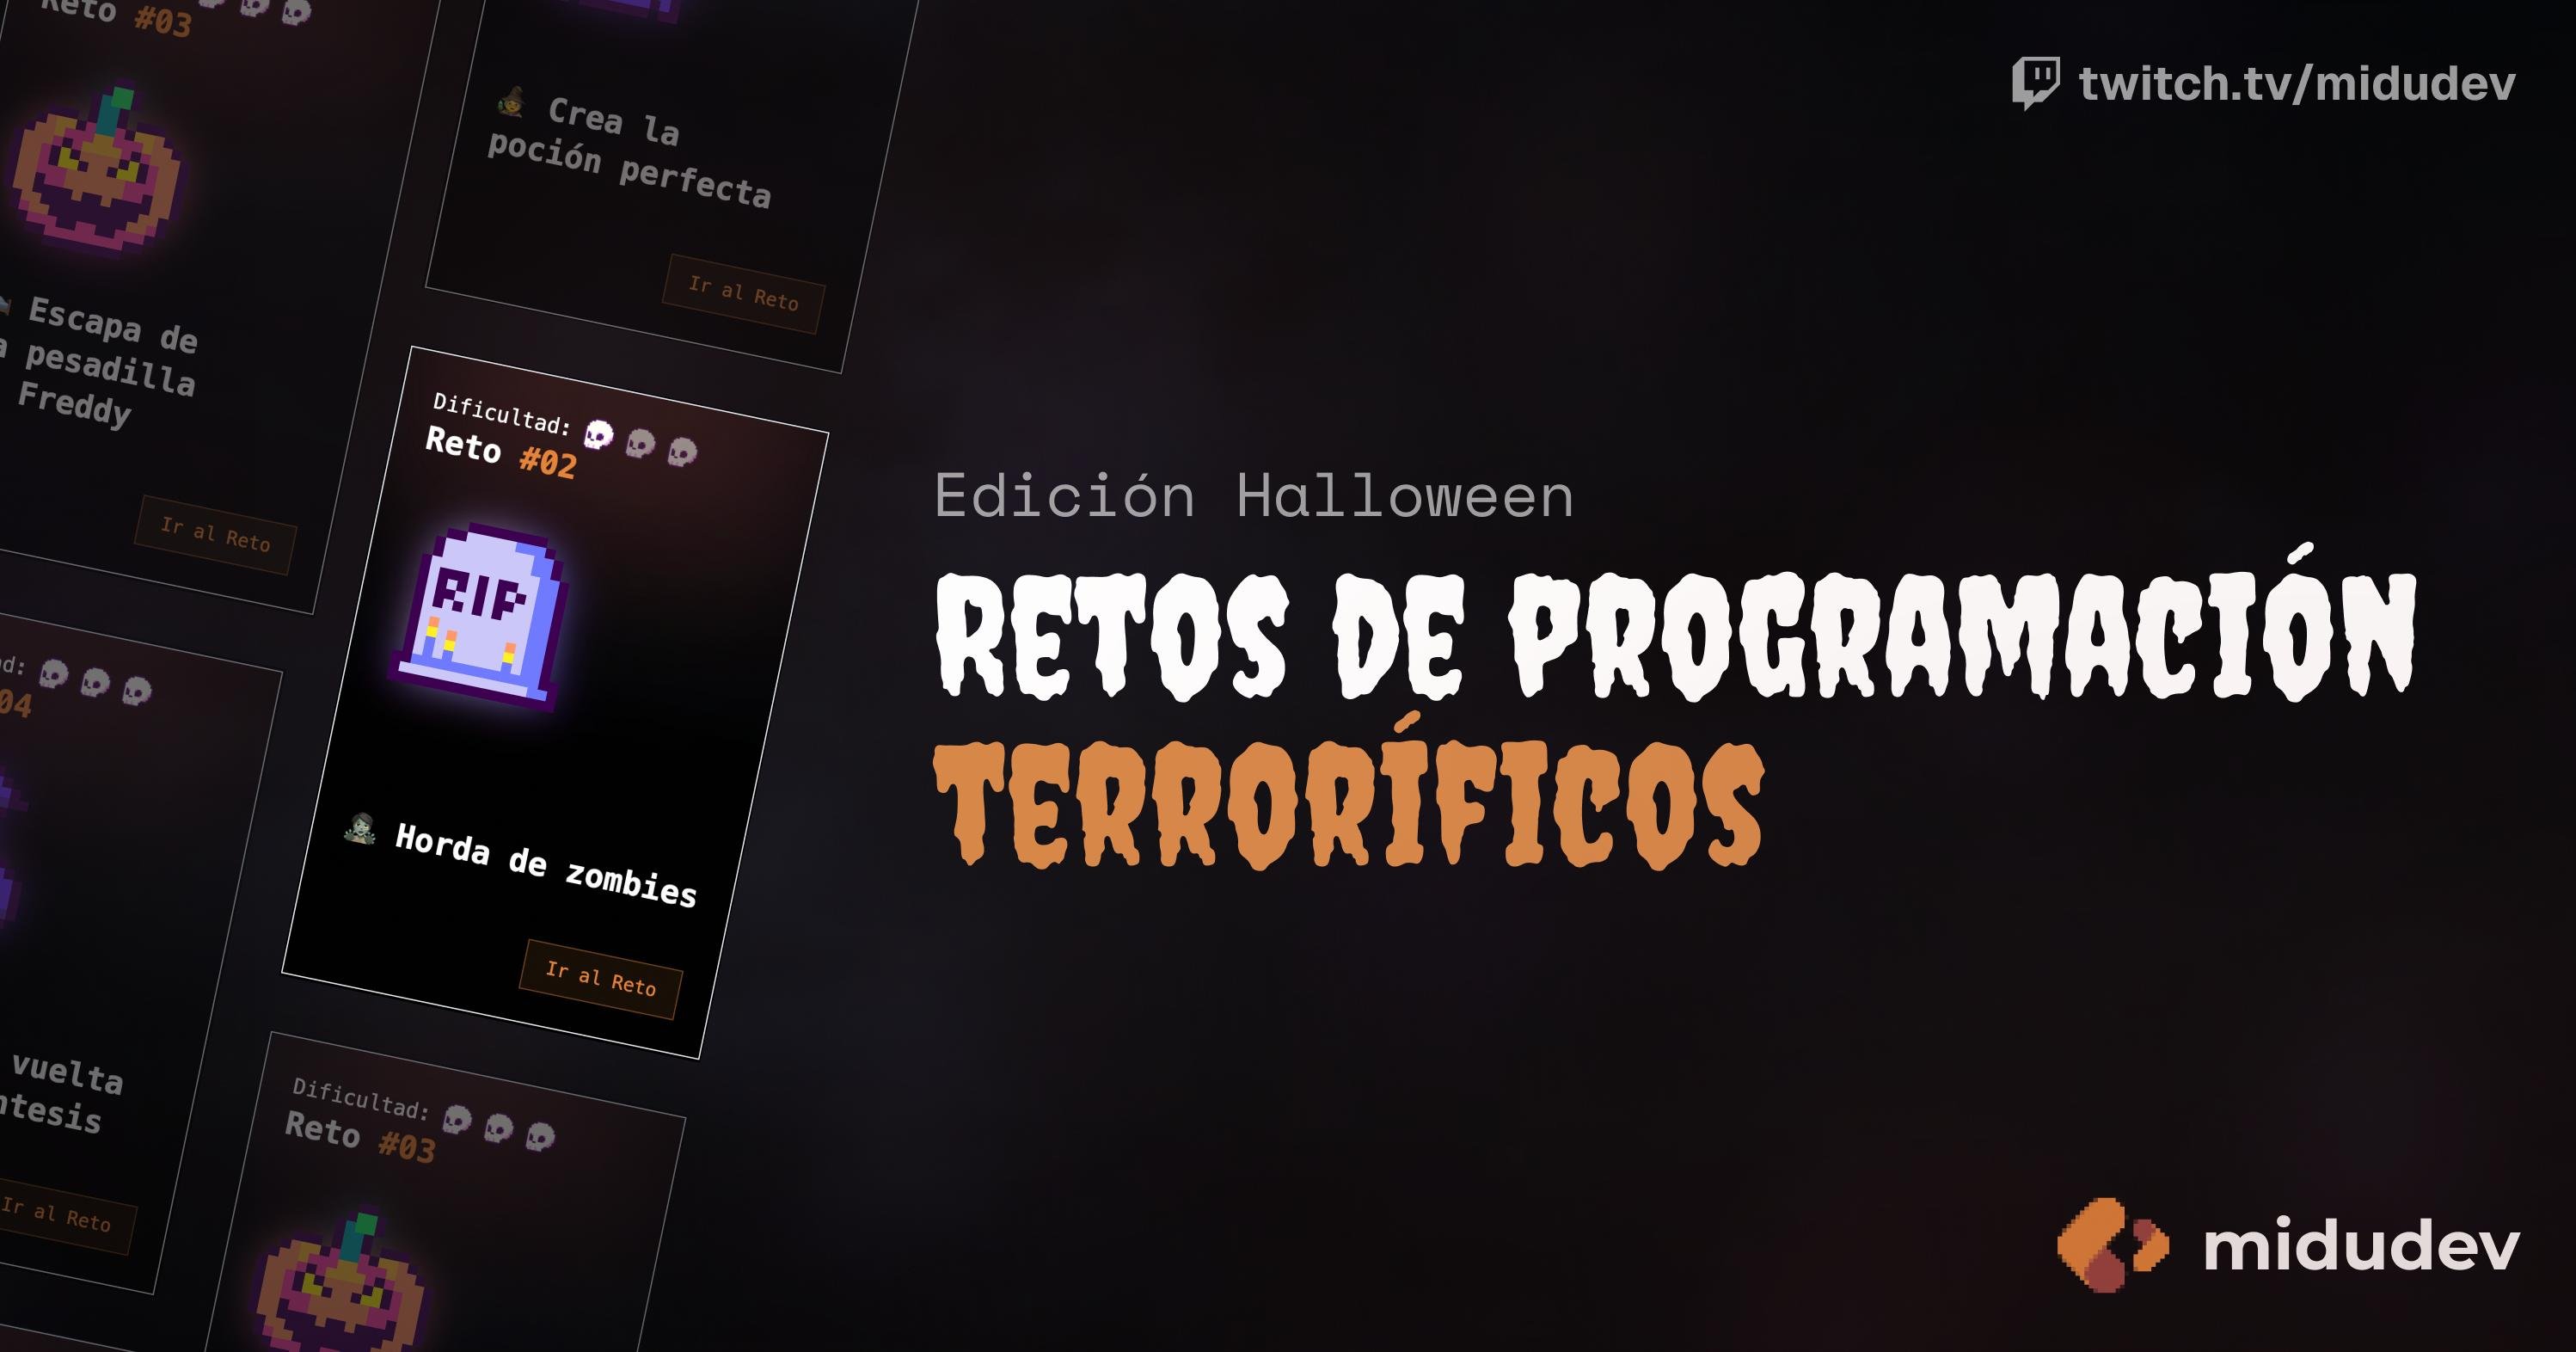 Reto #03
Escapa de
pesadilla
Freddy
Ir al Reto
#04
vuelta
Ir al Reto
Crea la
poción perfecta
Ir al Reto
Dificultad:
Reto #02
RIP
Horda de zombies
Ir al Reto
Dificultad:
Reto #03
twitch.tv/midudev
Edición Halloween
RETOS DE PROGRAMACIÓN
TERRORÍFICOS
midudev